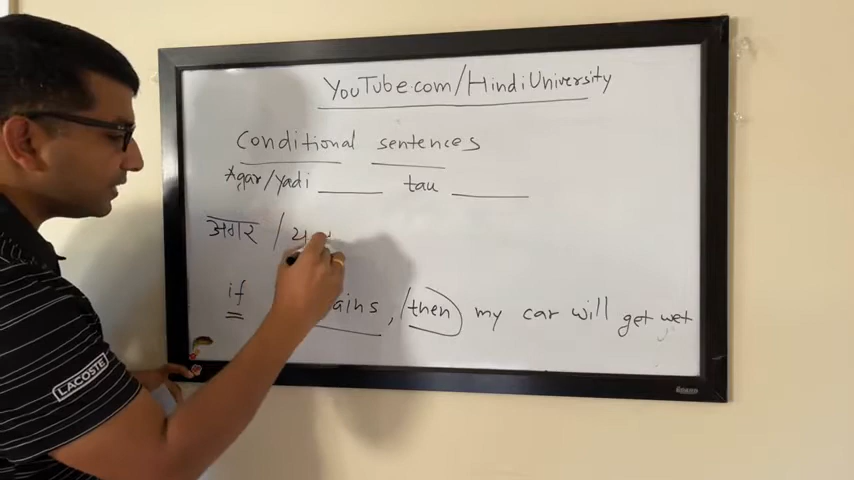 YouTube.com/HindiUniversity
Conditional sentences
*Agar/Yadi ______ tau ______
अगर / य
if ains, /then my car will get wet
LACOSTE